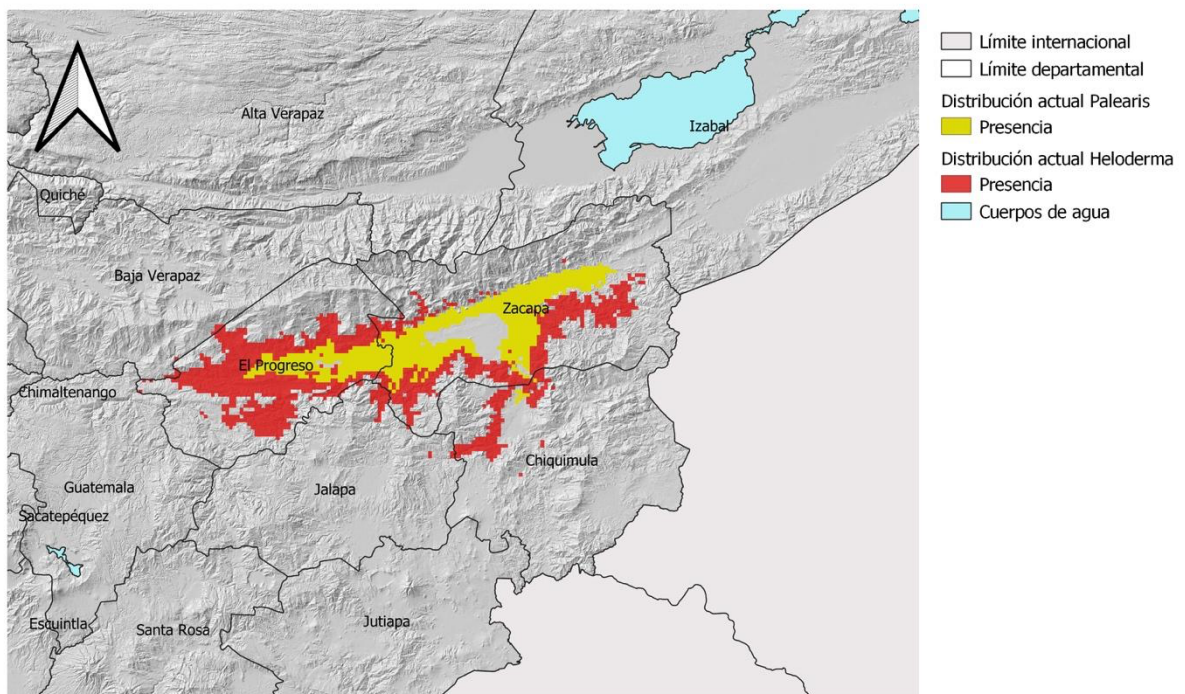 Límite internacional
Límite departamental
Distribución actual Palearis
Presencia
Distribución actual Heloderma
Presencia
Cuerpos de agua
Alta Verapaz
Izabal
Quiché
Baja Verapaz
Zacapa
El Progreso
Chimaltenango
Chiquimula
Guatemala
Jalapa
Sacatepéquez
Escuintla
Santa Rosa
Jutiapa